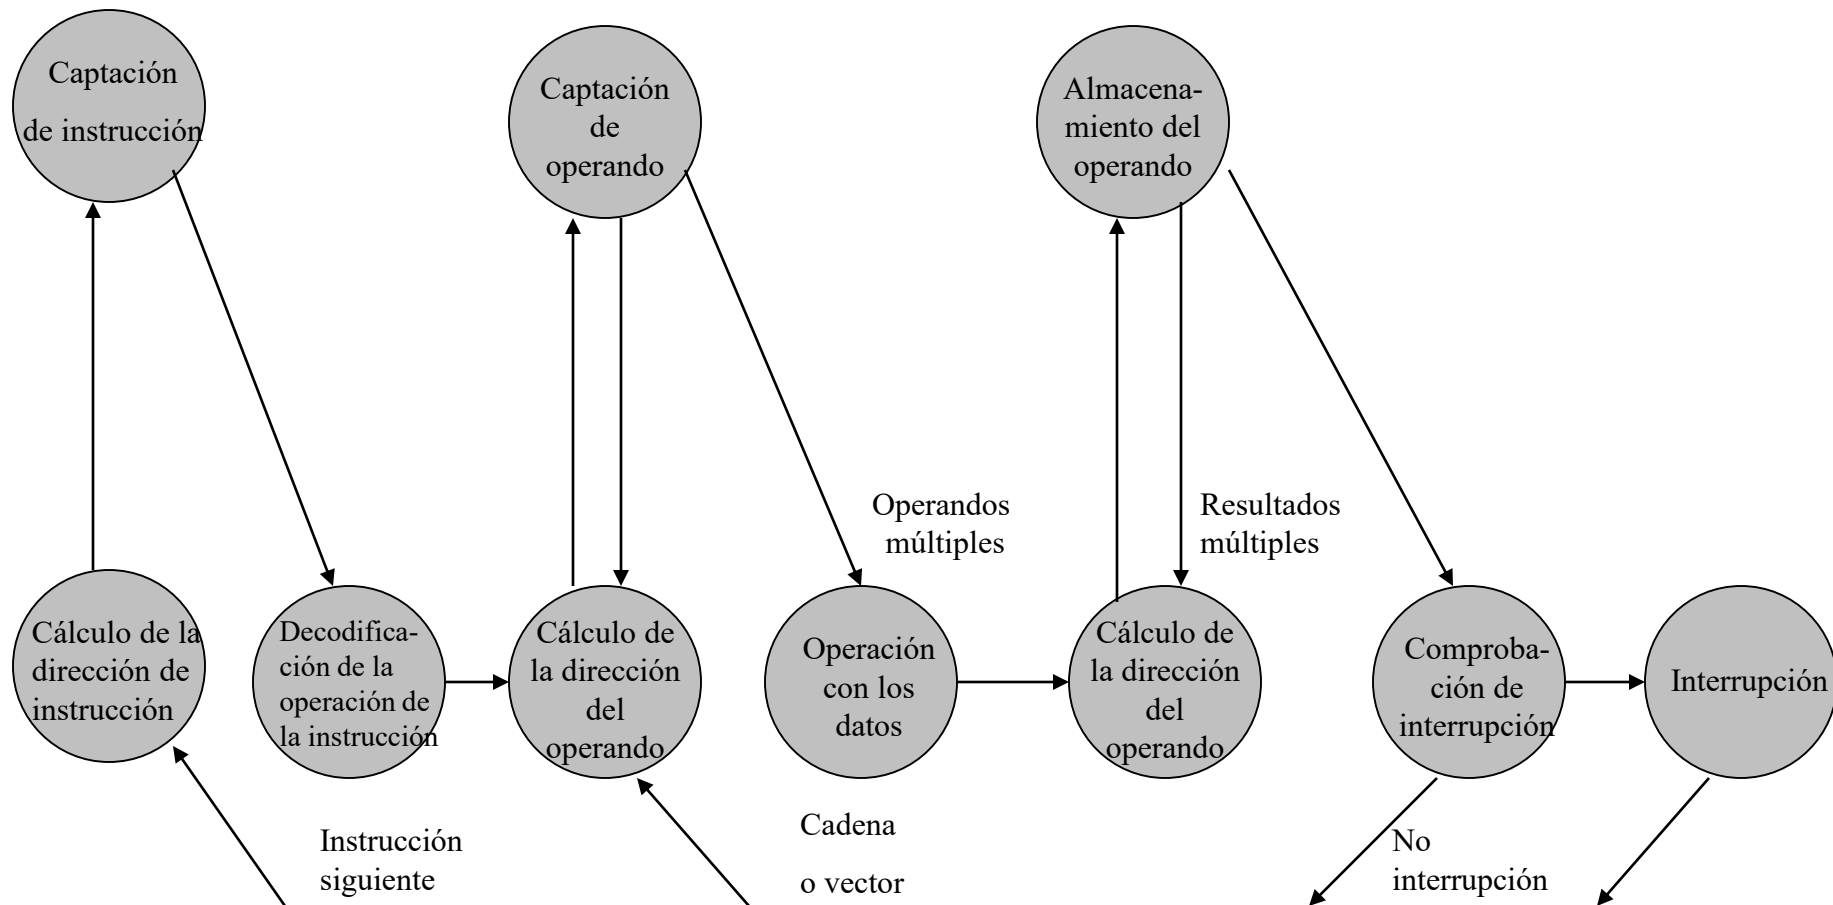 Captación
de instrucción
Captación
de
operando
Almacena-
miento del
operando
Operandos
múltiples
Resultados
múltiples
Cálculo de la
dirección de
instrucción
Decodifica-
ción de la
operación de
la instrucción
Cálculo de
la dirección
del
operando
Operación
con los
datos
Cálculo de
la dirección
del
operando
Comproba-
ción de
interrupción
Interrupción
Instrucción
siguiente
Cadena
o vector
No
interrupción